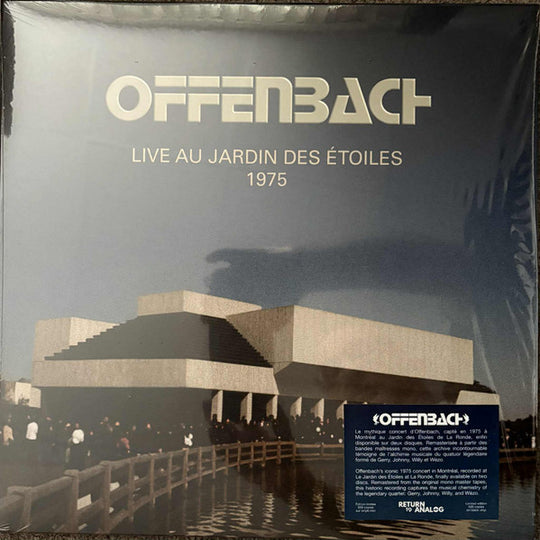 OFFENBACH
LIVE AU JARDIN DES ÉTOILES
1975
OFFENBACH
Le mythique concert d'Offenbach, capté en 1975 à
Montréal au Jardin des Étoiles de La Ronde, enfin
disponible sur deux disques. Remasterisée à partir des
bandes maîtresses mono, cette archive incontournable
témoigne de l'alchimie musicale du quatuor légendaire
formé de Gerry, Johnny, Willy et Wézo.
Offenbach's iconic 1975 concert in Montréal, recorded at
Le Jardin des Étoiles at La Ronde, finally available on two
discs. Remastered from the original mono master tapes,
this historic recording captures the musical chemistry of
the legendary quartet: Gerry, Johnny, Willy, and Wézo.
RETURN
TO ANALOG
Limited edition